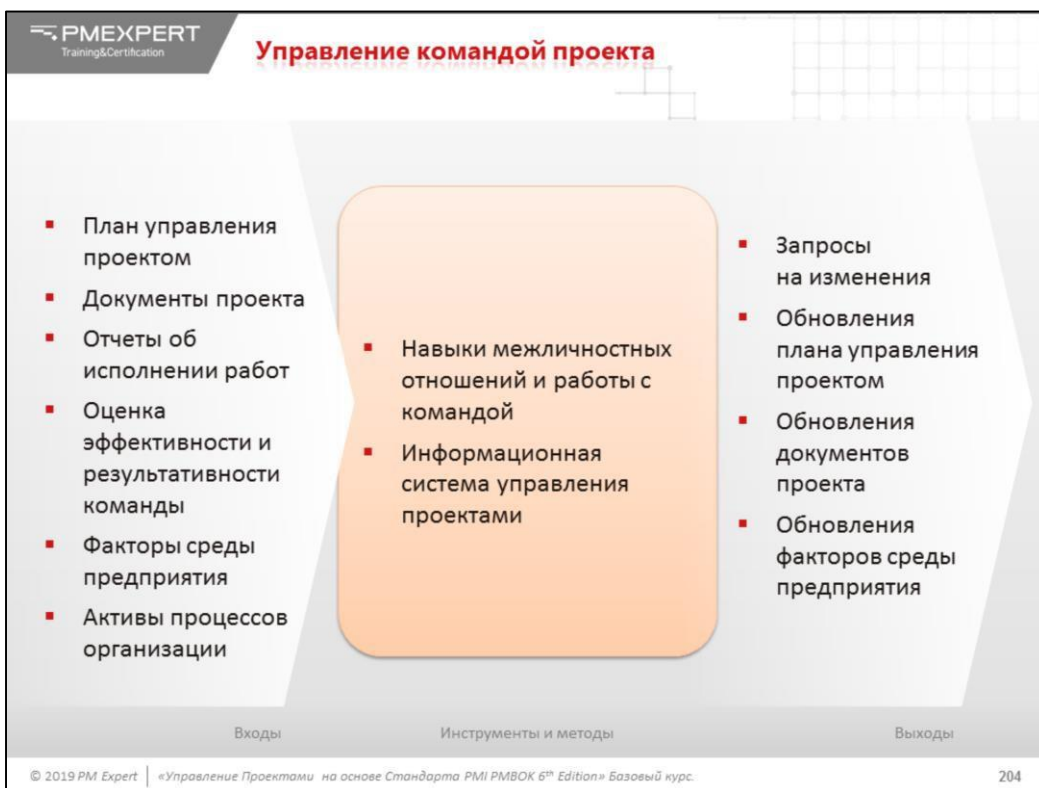 PMEXPERT
Training&Certification
Управление командой проекта
План управления
проектом
Документы проекта
Отчеты об
исполнении работ
Оценка
эффективности и
результативности
команды
Факторы среды
предприятия
Активы процессов
организации
Навыки межличностных
отношений и работы с
командой
Информационная
система управления
проектами
Запросы
на изменения
Обновления
плана управления
проектом
Обновления
документов
проекта
Обновления
факторов среды
предприятия
Входы
Инструменты и методы
Выходы
© 2019 PM Expert | «Управление Проектами на основе Стандарта PMI PMBOK 6th Edition» Базовый курс.
204